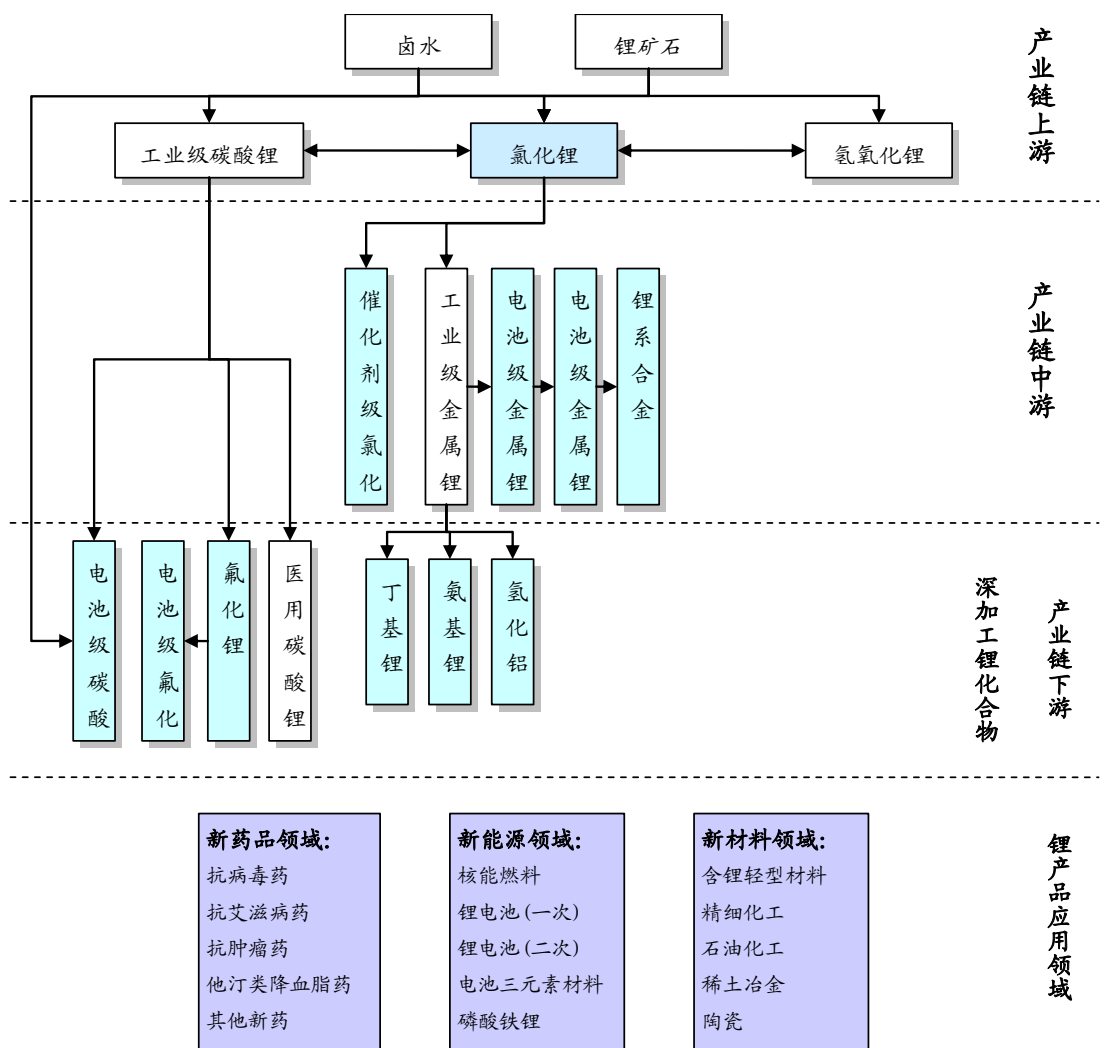 卤水
锂矿石
产业链上游
工业级碳酸锂
氯化锂
氢氧化锂
催化剂级氯化
工业级金属锂
电池级金属锂
电池级金属锂
锂系合金
产业链中游
电池级碳酸
电池级氟化
氟化锂
医用碳酸锂
丁基锂
氨基锂
氢化铝
深加工锂化合物
产业链下游
新药品领域：
抗病毒药
抗艾滋病药
抗肿瘤药
他汀类降血脂药
其他新药
新能源领域：
核能燃料
锂电池(一次)
锂电池(二次)
电池三元素材料
磷酸铁锂
新材料领域：
含锂轻型材料
精细化工
石油化工
稀土冶金
陶瓷
锂产品应用领域